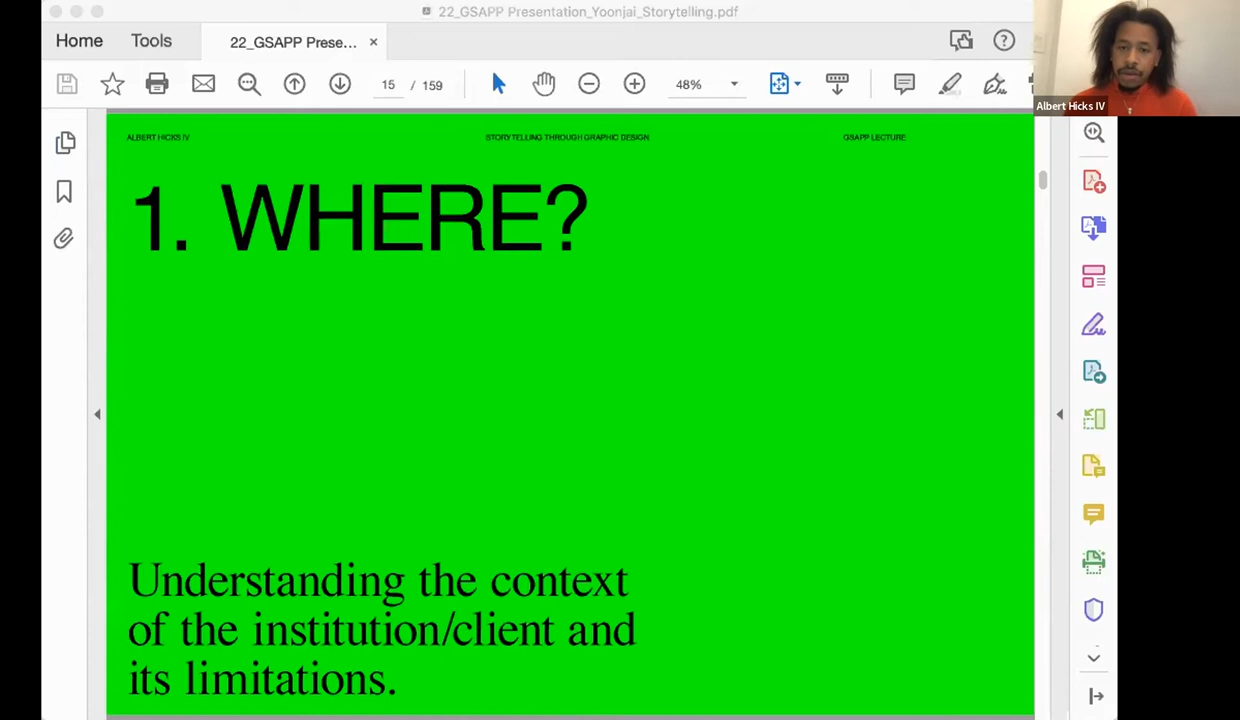 22_GSAPP Presentation_Yoonjai_Storytelling.pdf
Home Tools 22_GSAPP Prese... ×
15 / 159 48%
Albert Hicks IV
ALBERT HICKS IV STORYTELLING THROUGH GRAPHIC DESIGN GSAPP LECTURE
1. WHERE?
Understanding the context
of the institution/client and
its limitations.